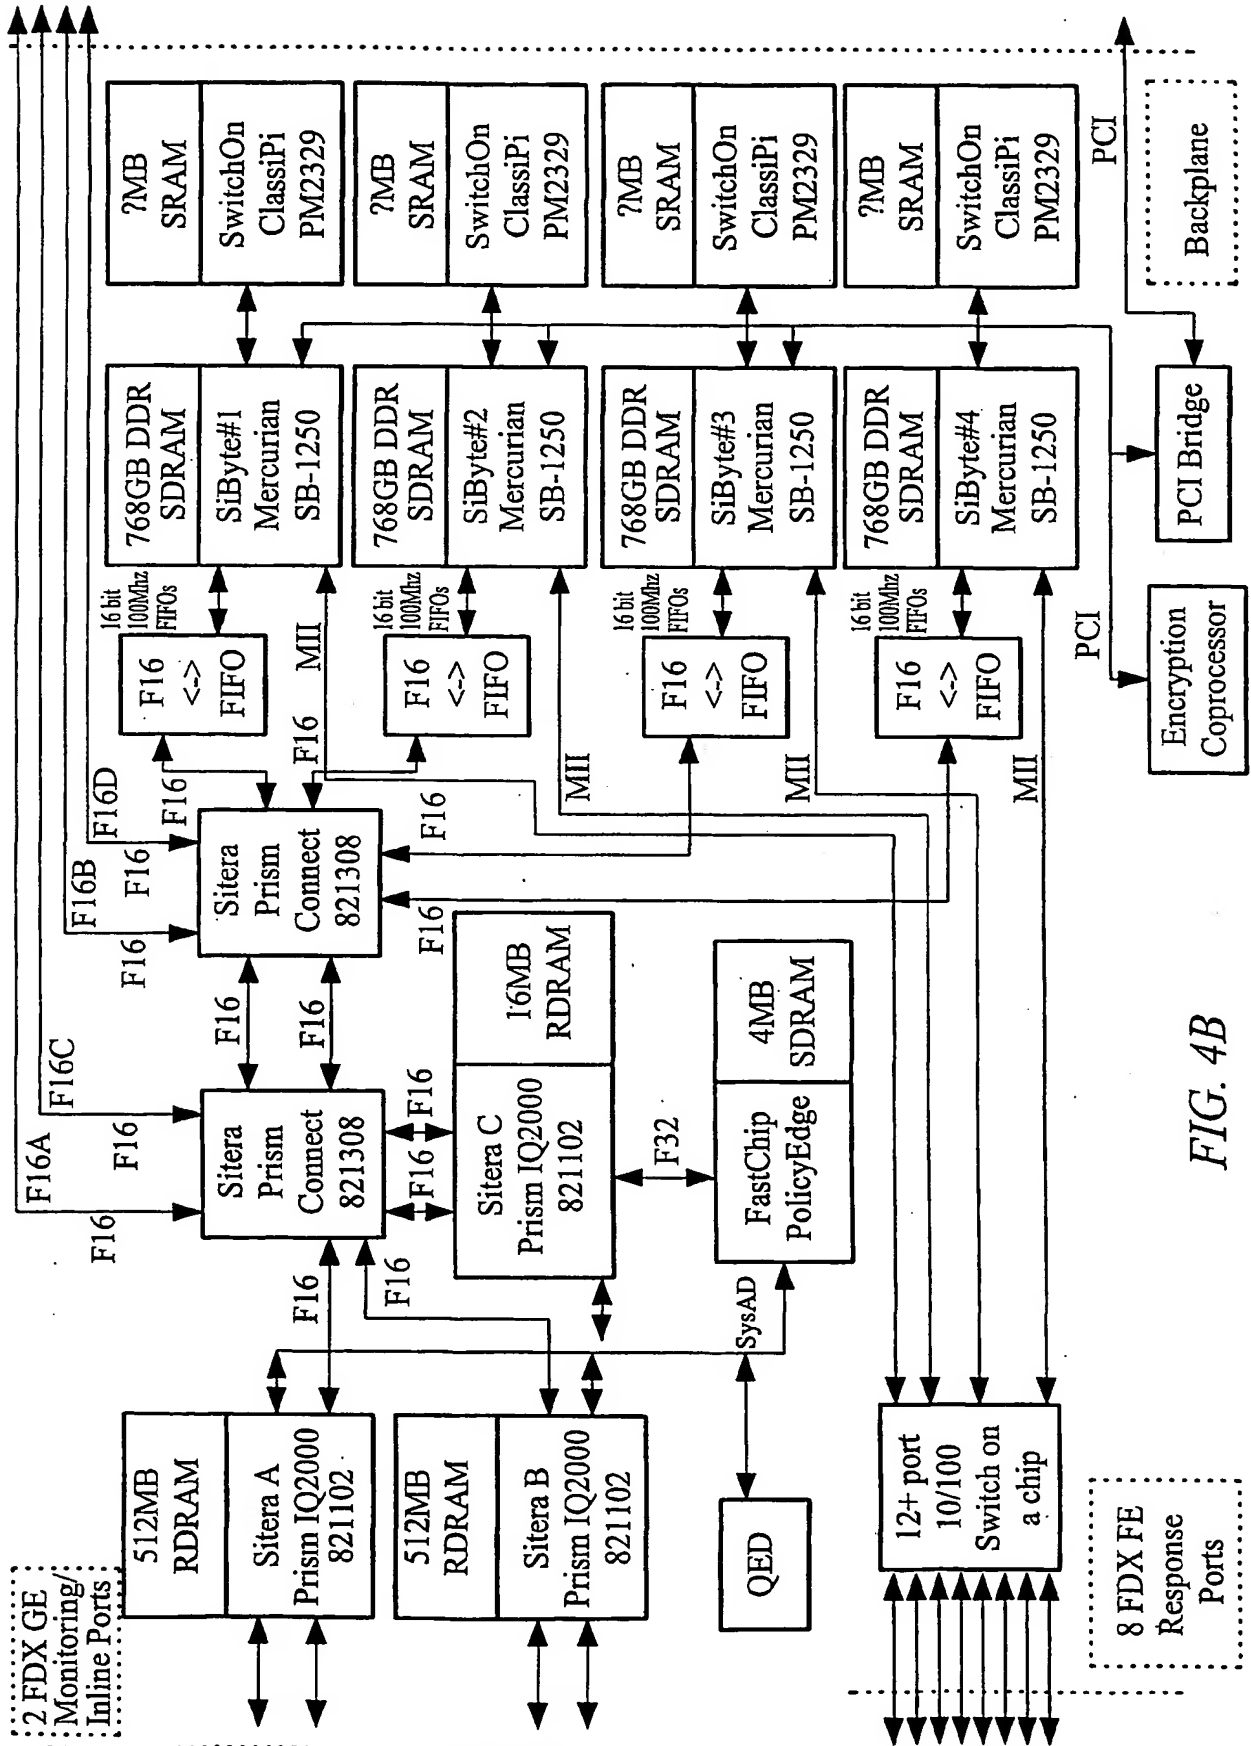 2 FDX GE
Monitoring/
Inline Ports
512MB
RDRAM
Sitera A
Prism IQ2000
821102
512MB
RDRAM
Sitera B
Prism IQ2000
821102
QED
12+ port
10/100
Switch on
a chip
8 FDX FE
Response
Ports
F16A
F16
F16C
F16
Sitera
Prism
Connect
821308
F16
F16
F16
F16
Sitera C
Prism IQ2000
821102
16MB
RDRAM
F32
SysAD
FastChip
PolicyEdge
4MB
SDRAM
F16
F16
F16B
F16
F16D
F16
Sitera
Prism
Connect
821308
F16
F16
F16
F16
F16
<->
FIFO
16 bit
100Mhz
FIFOs
MII
F16
<->
FIFO
16 bit
100Mhz
FIFOs
MII
F16
<->
FIFO
16 bit
100Mhz
FIFOs
MII
F16
<->
FIFO
16 bit
100Mhz
FIFOs
MII
768GB DDR
SDRAM
SiByte#1
Mercurian
SB-1250
768GB DDR
SDRAM
SiByte#2
Mercurian
SB-1250
768GB DDR
SDRAM
SiByte#3
Mercurian
SB-1250
768GB DDR
SDRAM
SiByte#4
Mercurian
SB-1250
?MB
SRAM
SwitchOn
ClassiPi
PM2329
?MB
SRAM
SwitchOn
ClassiPi
PM2329
?MB
SRAM
SwitchOn
ClassiPi
PM2329
?MB
SRAM
SwitchOn
ClassiPi
PM2329
PCI
Encryption
Coprocessor
PCI Bridge
PCI
Backplane
FIG. 4B